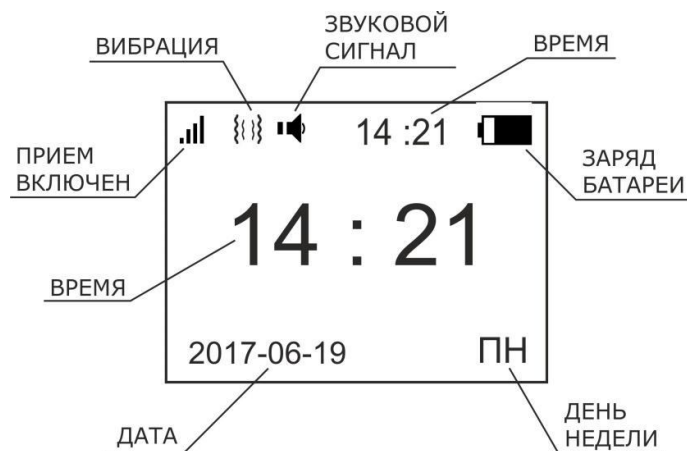 ВИБРАЦИЯ
ЗВУКОВОЙ
СИГНАЛ
ВРЕМЯ
14 :21
ПРИЕМ
ВКЛЮЧЕН
ЗАРЯД
БАТАРЕИ
14 : 21
ВРЕМЯ
2017-06-19
ПН
ДАТА
ДЕНЬ
НЕДЕЛИ